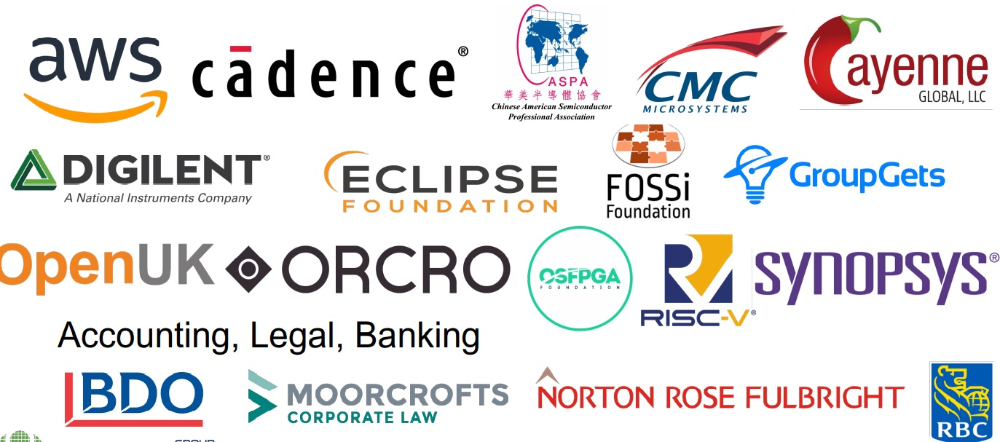 aws
cādence®
CASPA
華美半導體協會
Chinese American Semiconductor
Professional Association
CMC
MICROSYSTEMS
Cayenne
GLOBAL, LLC
DIGILENT®
A National Instruments Company
ECLIPSE
FOUNDATION
FOSSi
Foundation
GroupGets
OpenUK
ORCRO
OSFPGA
FOUNDATION
RISC-V®
SYNOPSYS®
Accounting, Legal, Banking
BDO
MOORCROFTS
CORPORATE LAW
NORTON ROSE FULBRIGHT
RBC
GROUP